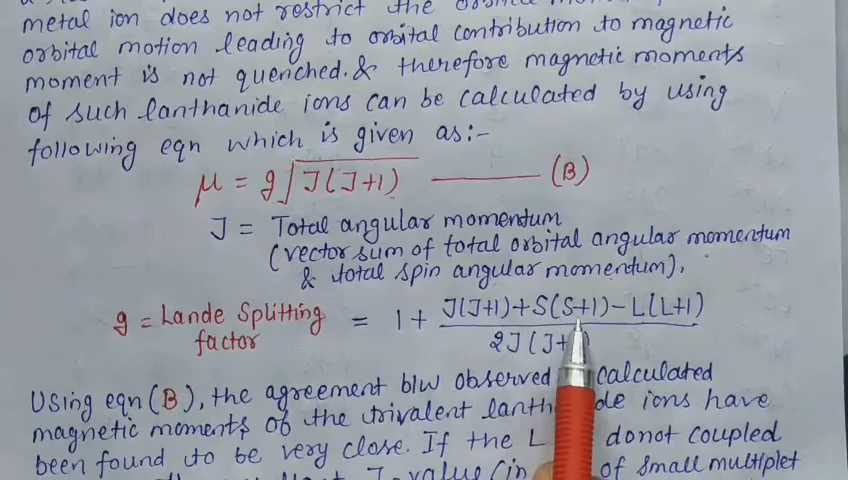 metal ion does not restrict the
orbital motion leading to orbital contribution to magnetic
moment is not quenched. & therefore magnetic moments
of such lanthanide ions can be calculated by using
following eqn which is given as:-
μ = g√J(J+1) ——— (B)
J = Total angular momentum
(vector sum of total orbital angular momentum
& total spin angular momentum).
g = Lande Splitting factor = 1 + J(J+1)+S(S+1)-L(L+1) / 2J(J+
Using eqn (B), the agreement b/w observed calculated
magnetic moments of the trivalent ions have
been found to be very close. If the L donot coupled
J-value (in of small multiplet